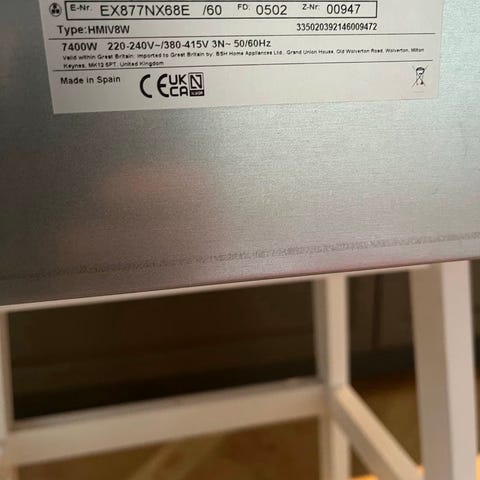 E-Nr. EX877NX68E /60 FD. 0502 Z-Nr. 00947
Type:HMIV8W 335020392146009472
7400W 220-240V~/380-415V 3N~ 50/60Hz
Valid within Great Britain: Imported to Great Britain by: BSH Home Appliances Ltd., Grand Union House, Old Wolverton Road, Wolverton, Milton
Keynes, MK12 5PT, United Kingdom
Made in Spain CE UK CA N